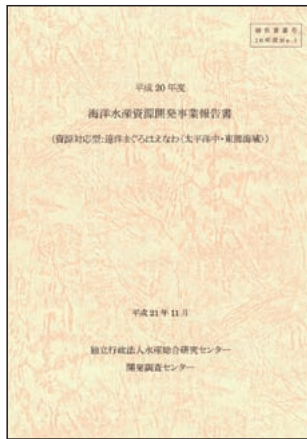 平成20年度
海洋水産資源開発事業報告書
(資源対応型:遠洋まぐろはえなわ〈太平洋中・東部海域〉)
平成21年11月
独立行政法人水産総合研究センター
開発調査センター